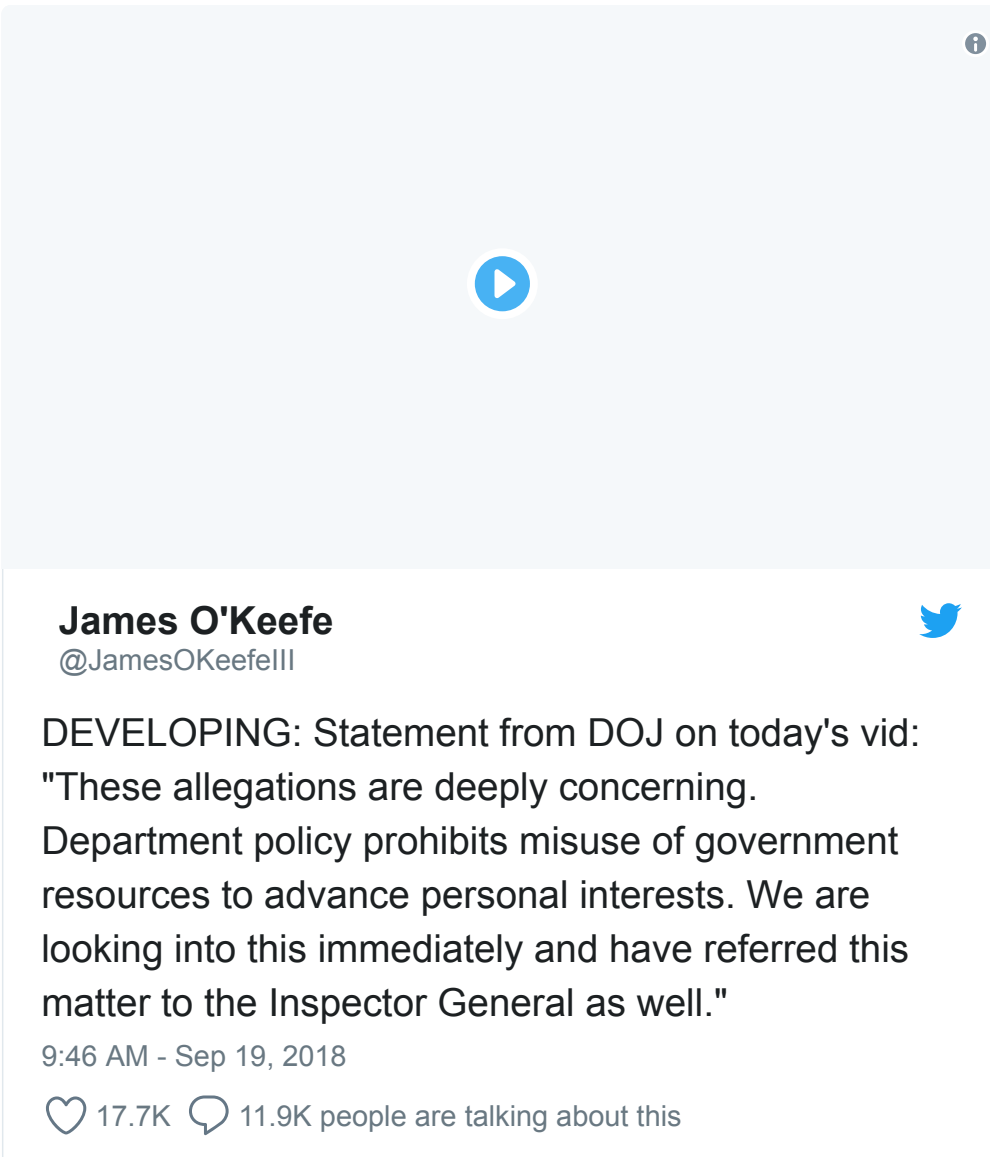 James O'Keefe
@JamesOKeefeIII
DEVELOPING: Statement from DOJ on today's vid:
"These allegations are deeply concerning.
Department policy prohibits misuse of government
resources to advance personal interests. We are
looking into this immediately and have referred this
matter to the Inspector General as well."
9:46 AM - Sep 19, 2018
17.7K 11.9K people are talking about this